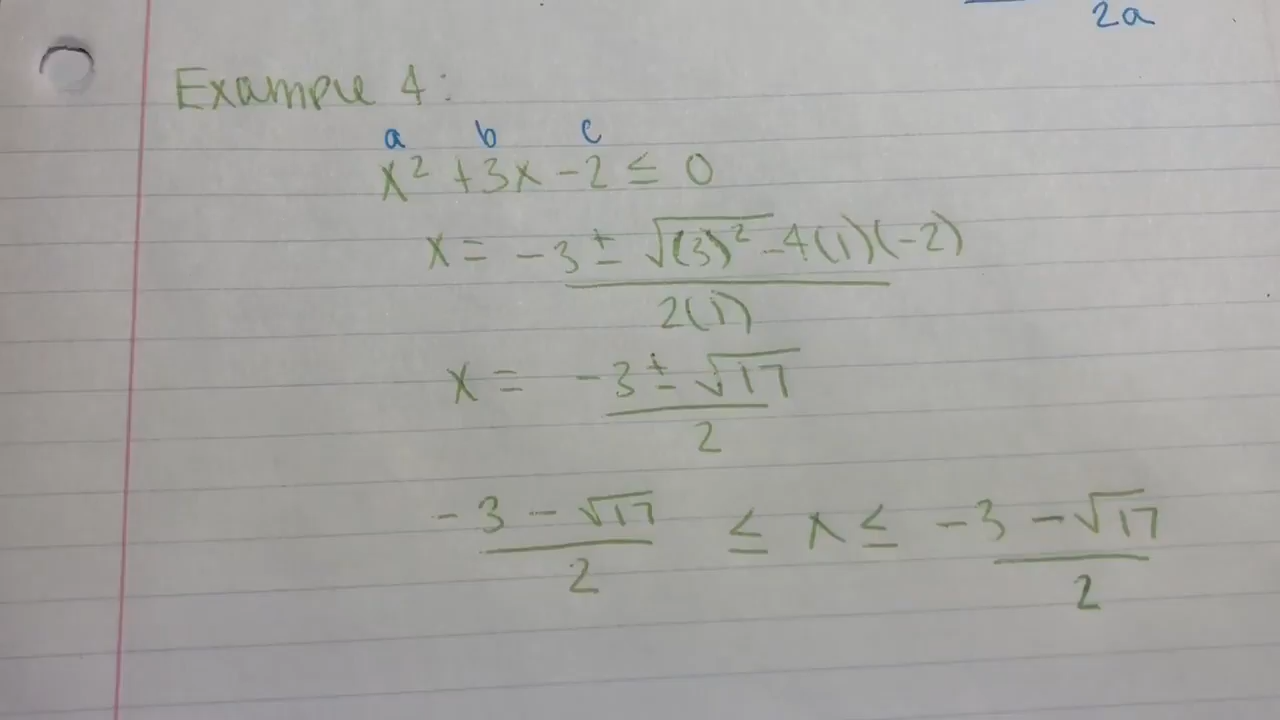 2a
Example 4:
a b c
x² + 3x - 2 ≤ 0
x = -3 ± √(3)² - 4(1)(-2)
2(1)
x = -3 ± √17
2
-3 - √17 ≤ x ≤ -3 - √17
2 2